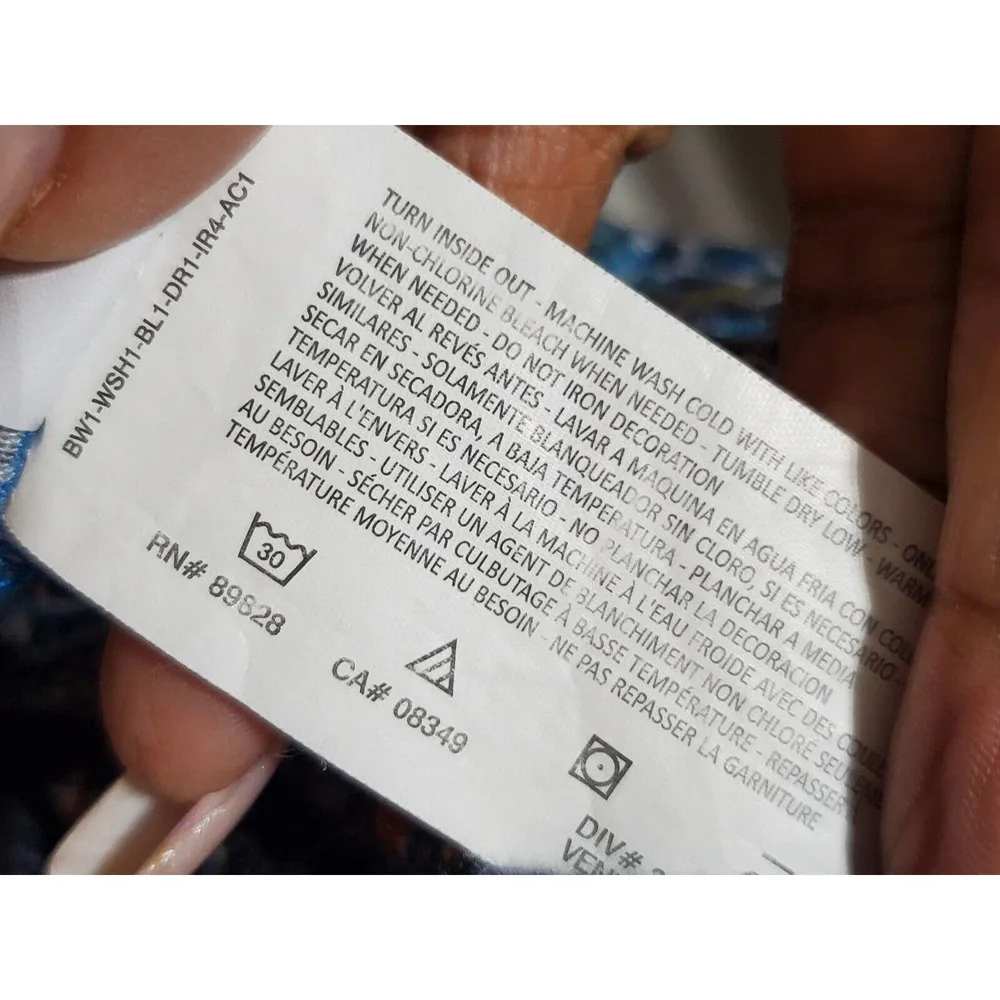 BW1-WSH1-BL1-DR1-IR4-AC1
TURN INSIDE OUT - MACHINE WASH COLD WITH LIKE COLORS -
NON-CHLORINE BLEACH WHEN NEEDED - TUMBLE DRY LOW - WARM
WHEN NEEDED - DO NOT IRON DECORATION
VOLVER AL REVÉS ANTES - LAVAR A MAQUINA EN AGUA FRIA CON
SIMILARES - SOLAMENTE BLANQUEADOR SIN CLORO, SI ES NECESARIO -
SECAR EN SECADORA, A BAJA TEMPERATURA - PLANCHAR A MEDIA
TEMPERATURA SI ES NECESARIO - NO PLANCHAR LA DECORACION
LAVER À L'ENVERS - LAVER À LA MACHINE À L'EAU FROIDE AVEC DES
SEMBLABLES - UTILISER UN AGENT DE BLANCHIMENT NON CHLORÉ
AU BESOIN - SÉCHER PAR CULBUTAGE À BASSE TEMPÉRATURE - REPASSER
TEMPÉRATURE MOYENNE AU BESOIN - NE PAS REPASSER LA GARNITURE
30
RN# 89828
CA# 08349
DIV#